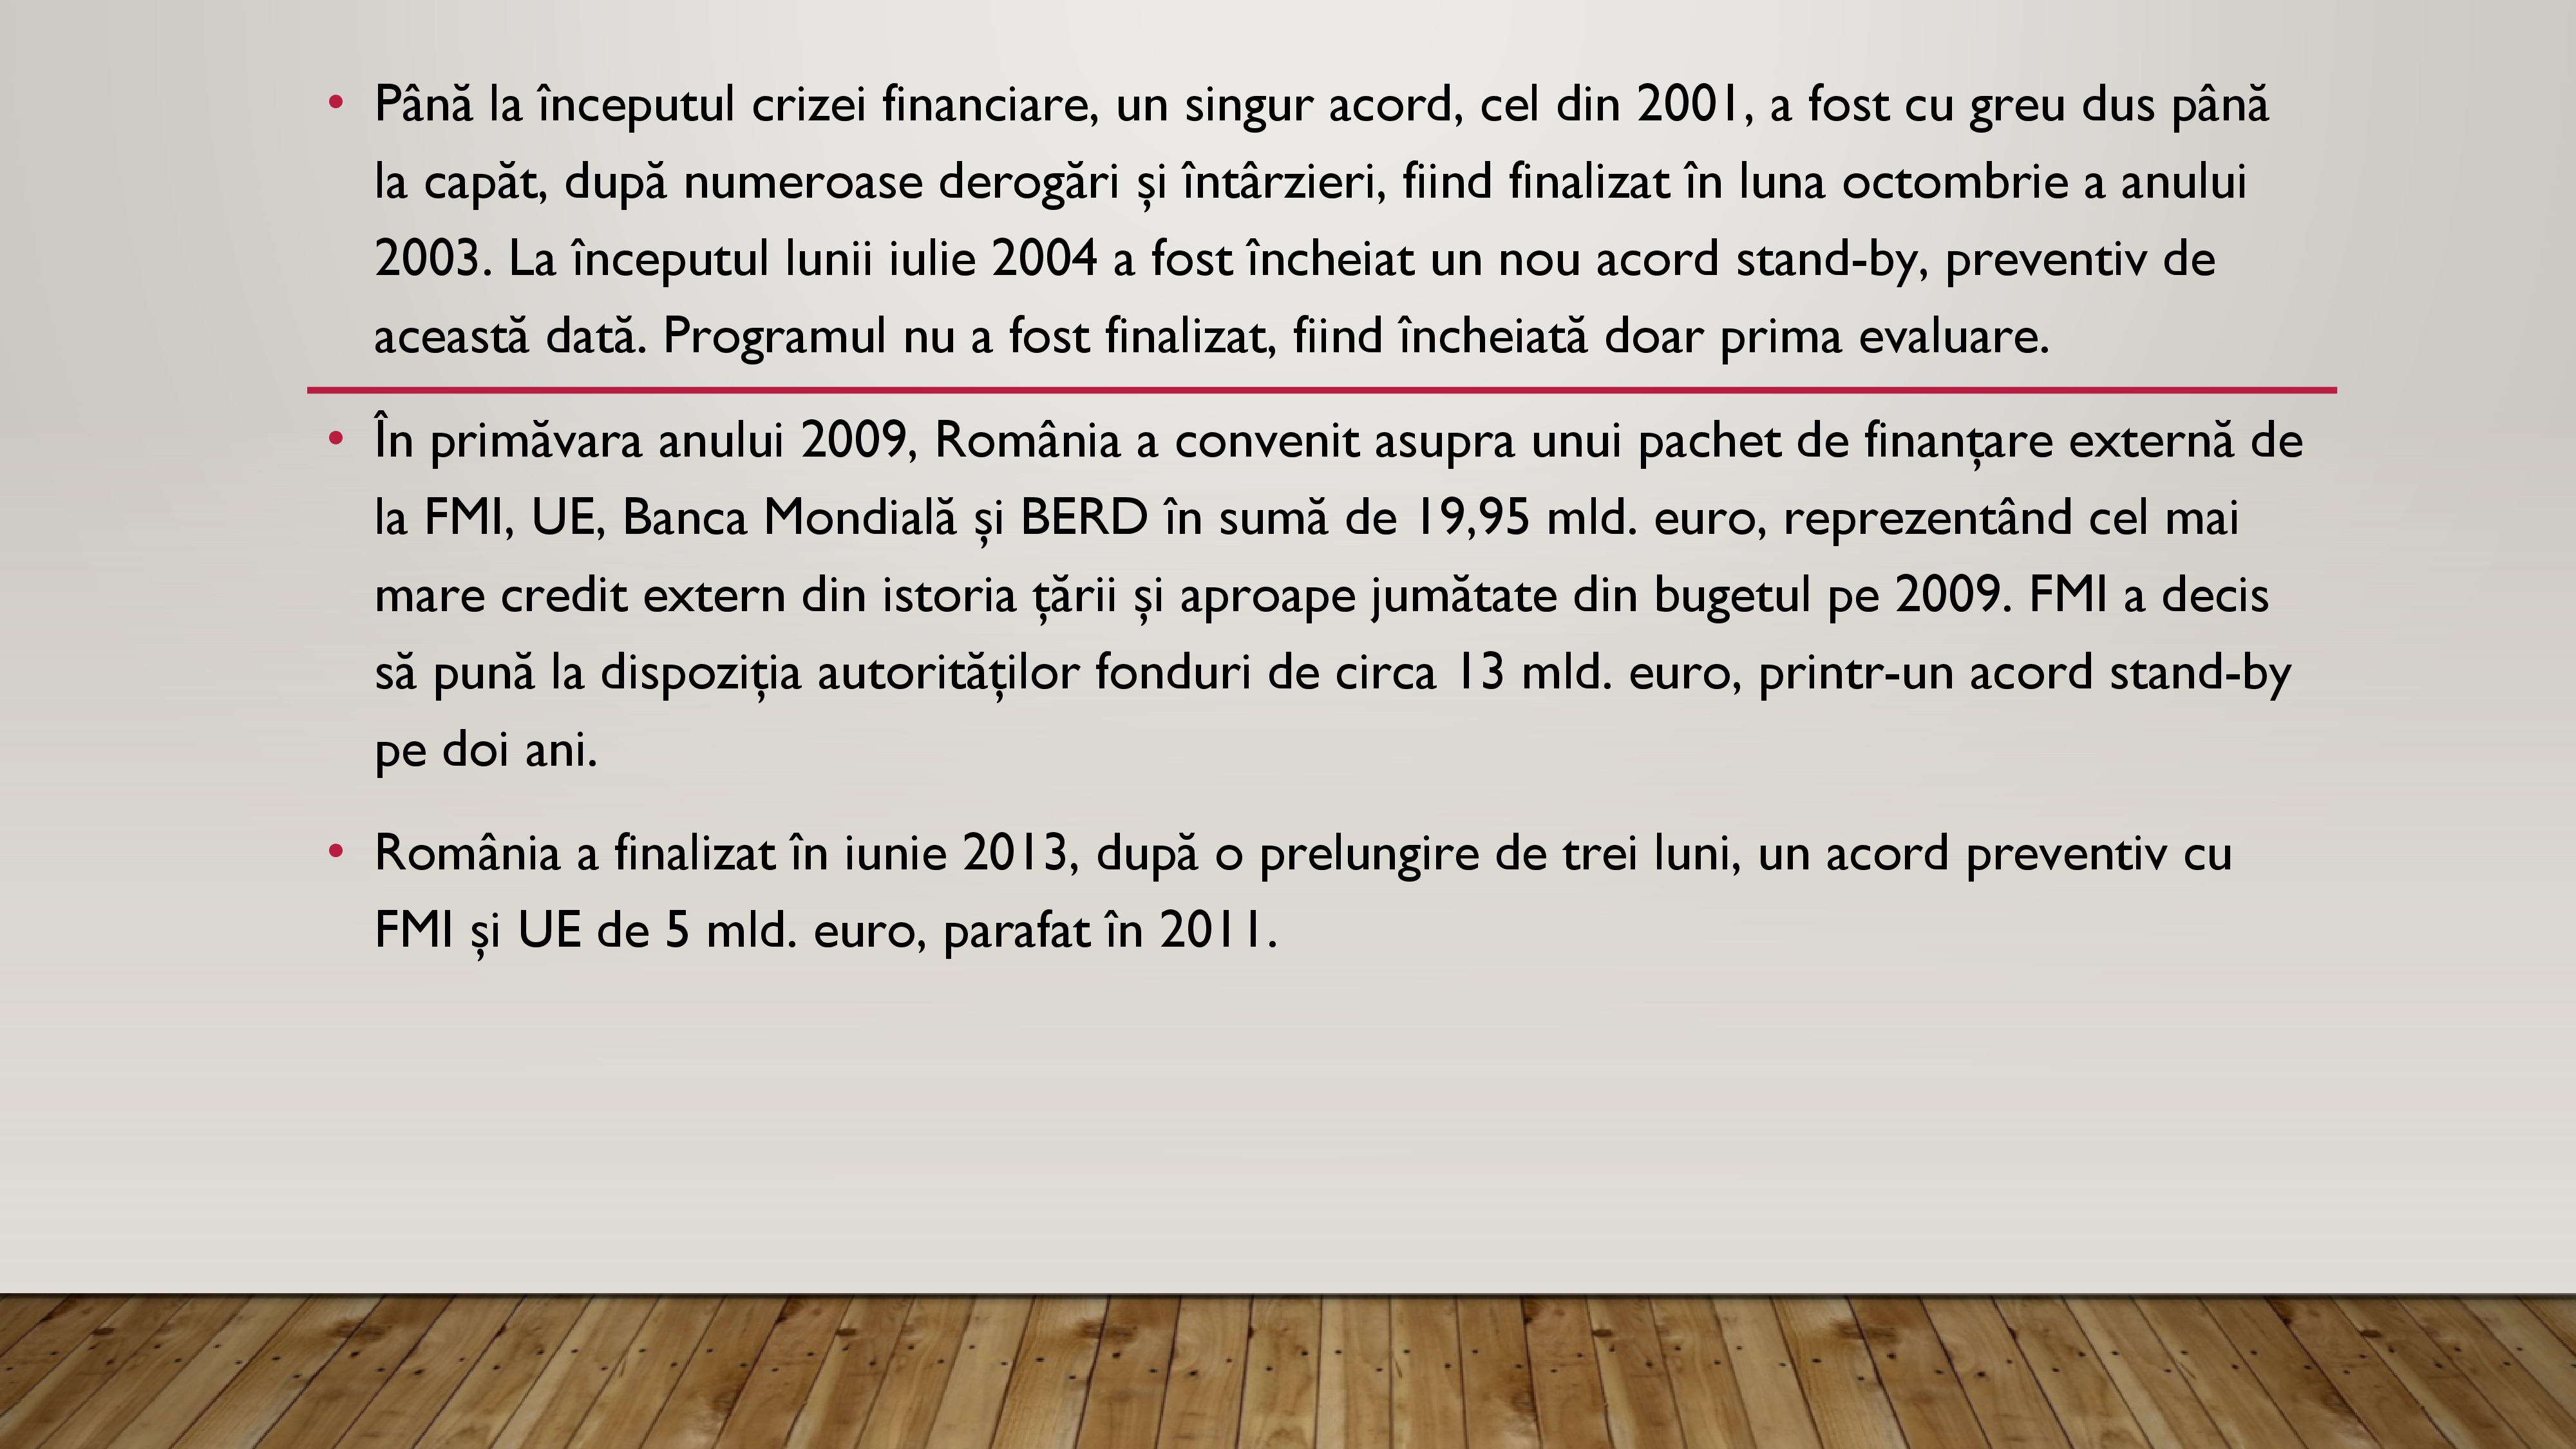 • Până la începutul crizei financiare, un singur acord, cel din 2001, a fost cu greu dus până
la capăt, după numeroase derogări și întârzieri, fiind finalizat în luna octombrie a anului
2003. La începutul lunii iulie 2004 a fost încheiat un nou acord stand-by, preventiv de
această dată. Programul nu a fost finalizat, fiind încheiată doar prima evaluare.
• În primăvara anului 2009, România a convenit asupra unui pachet de finanțare externă de
la FMI, UE, Banca Mondială și BERD în sumă de 19,95 mld. euro, reprezentând cel mai
mare credit extern din istoria țării și aproape jumătate din bugetul pe 2009. FMI a decis
să pună la dispoziția autorităților fonduri de circa 13 mld. euro, printr-un acord stand-by
pe doi ani.
• România a finalizat în iunie 2013, după o prelungire de trei luni, un acord preventiv cu
FMI și UE de 5 mld. euro, parafat în 2011.